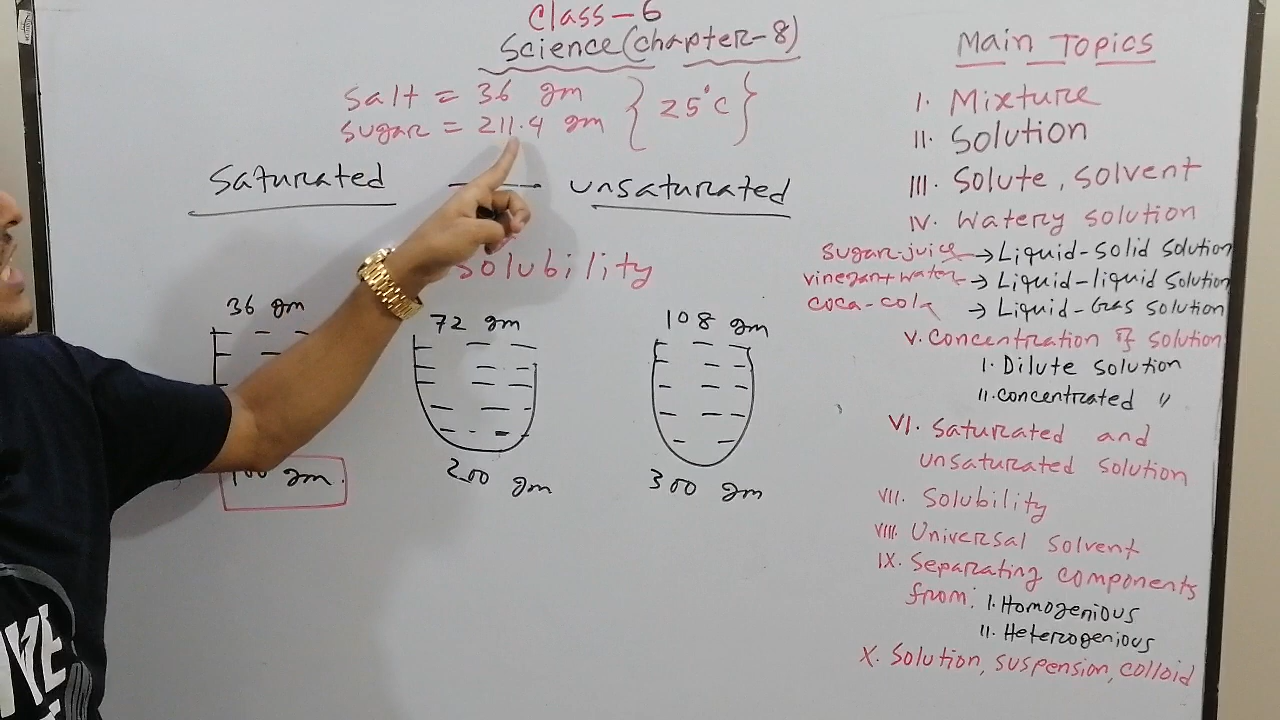 Class-6
Science(chapter-8)
Salt = 36 gm
Sugar = 211.4 gm { 25°C }
Saturated — unsaturated
Solubility
36 gm
72 gm
108 gm
100 gm.
200 gm
300 gm
Main Topics
I. Mixture
II. Solution
III. Solute, solvent
IV. Watery solution
Sugar-juice → Liquid-solid solution
vinegar+water → Liquid-liquid solution
coca-cola → Liquid-Gas solution
V. Concentration of solution
I. Dilute solution
II. concentrated "
VI. Saturated and
unsaturated solution
VII. Solubility
VIII. Universal solvent
IX. Separating components
from: I. Homogenious
II. Heterogenious
X. Solution, suspension, colloid